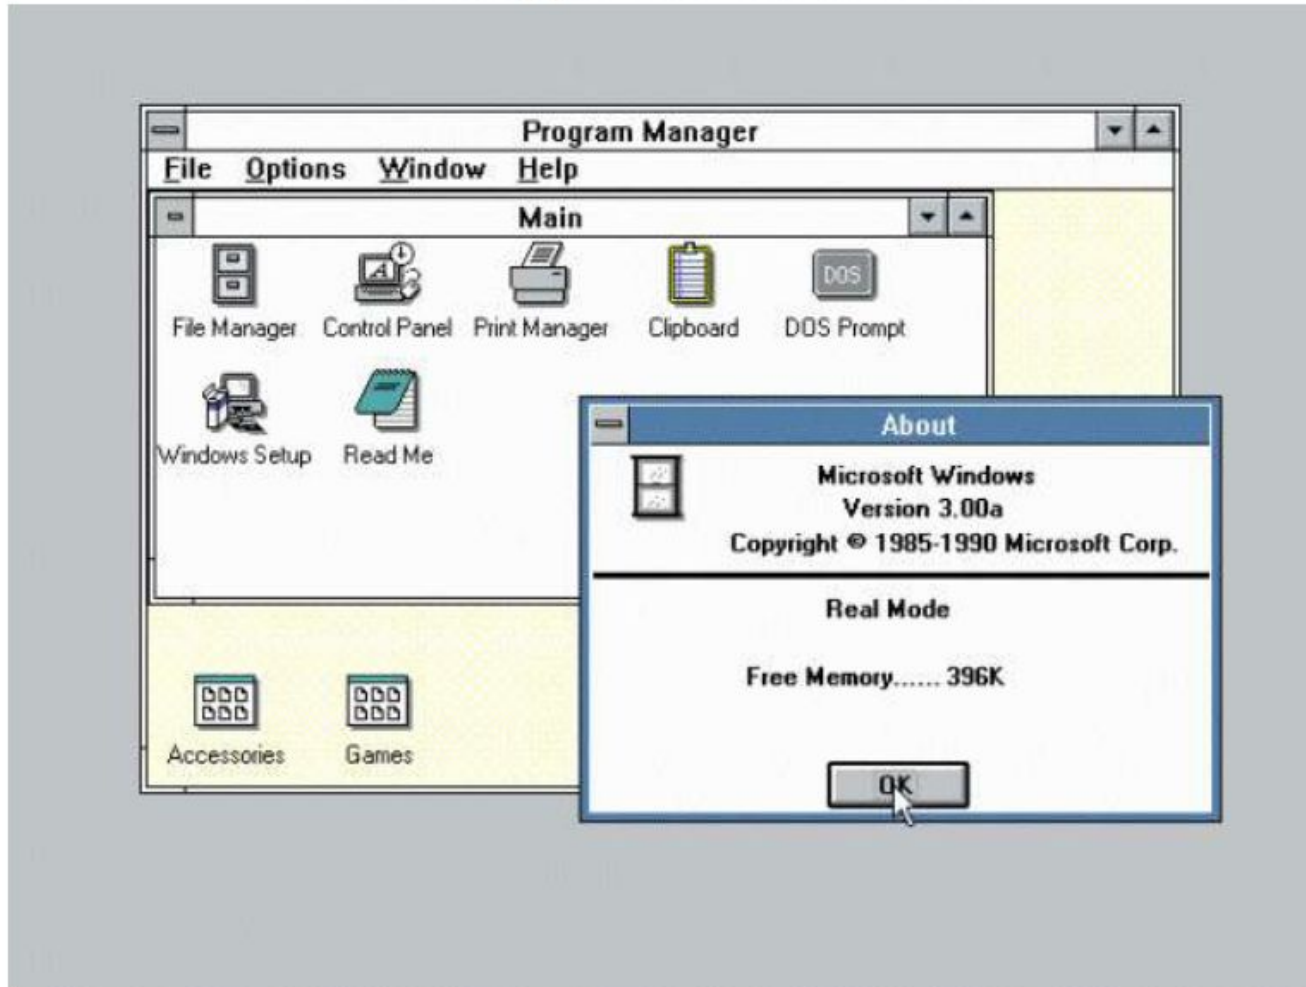 Program Manager
File Options Window Help
Main
File Manager Control Panel Print Manager Clipboard DOS DOS Prompt
Windows Setup Read Me
About
Microsoft Windows
Version 3.00a
Copyright © 1985-1990 Microsoft Corp.
Real Mode
Free Memory...... 396K
OK
Accessories Games